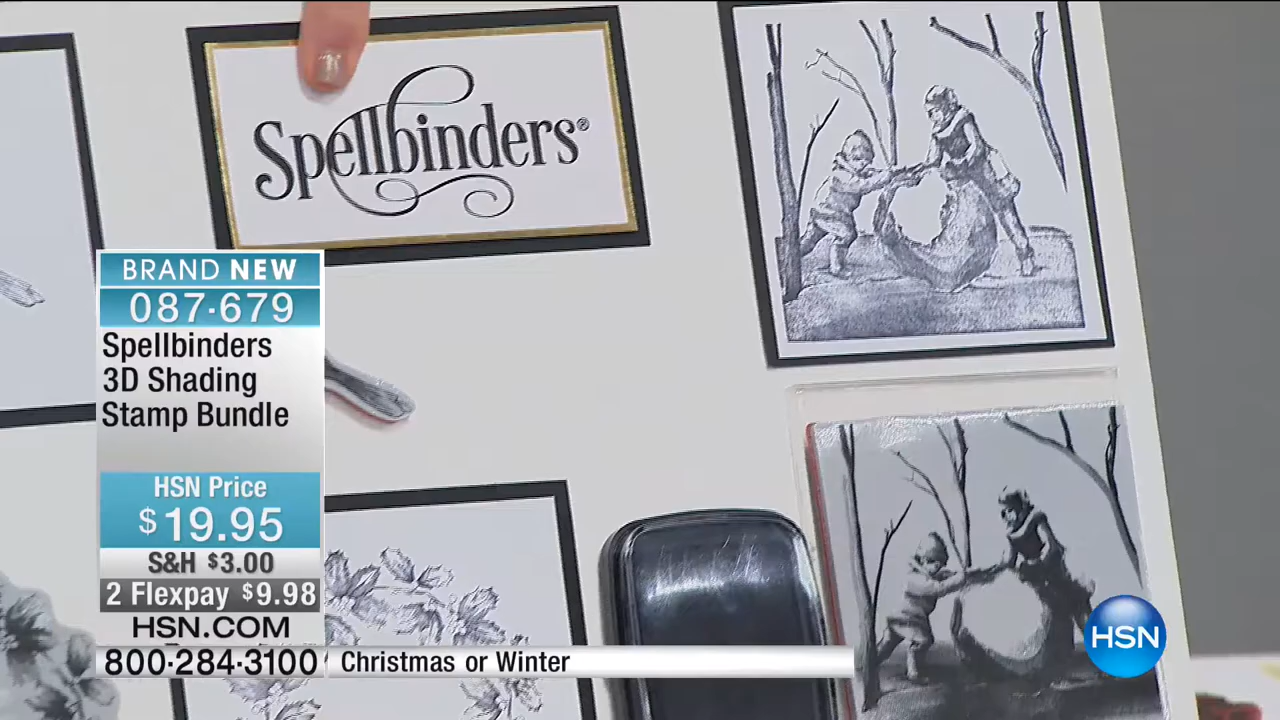 Spellbinders®
BRAND NEW
087·679
Spellbinders
3D Shading
Stamp Bundle
HSN Price
$19.95
S&H $3.00
2 Flexpay $9.98
HSN.COM
800·284·3100
Christmas or Winter
HSN